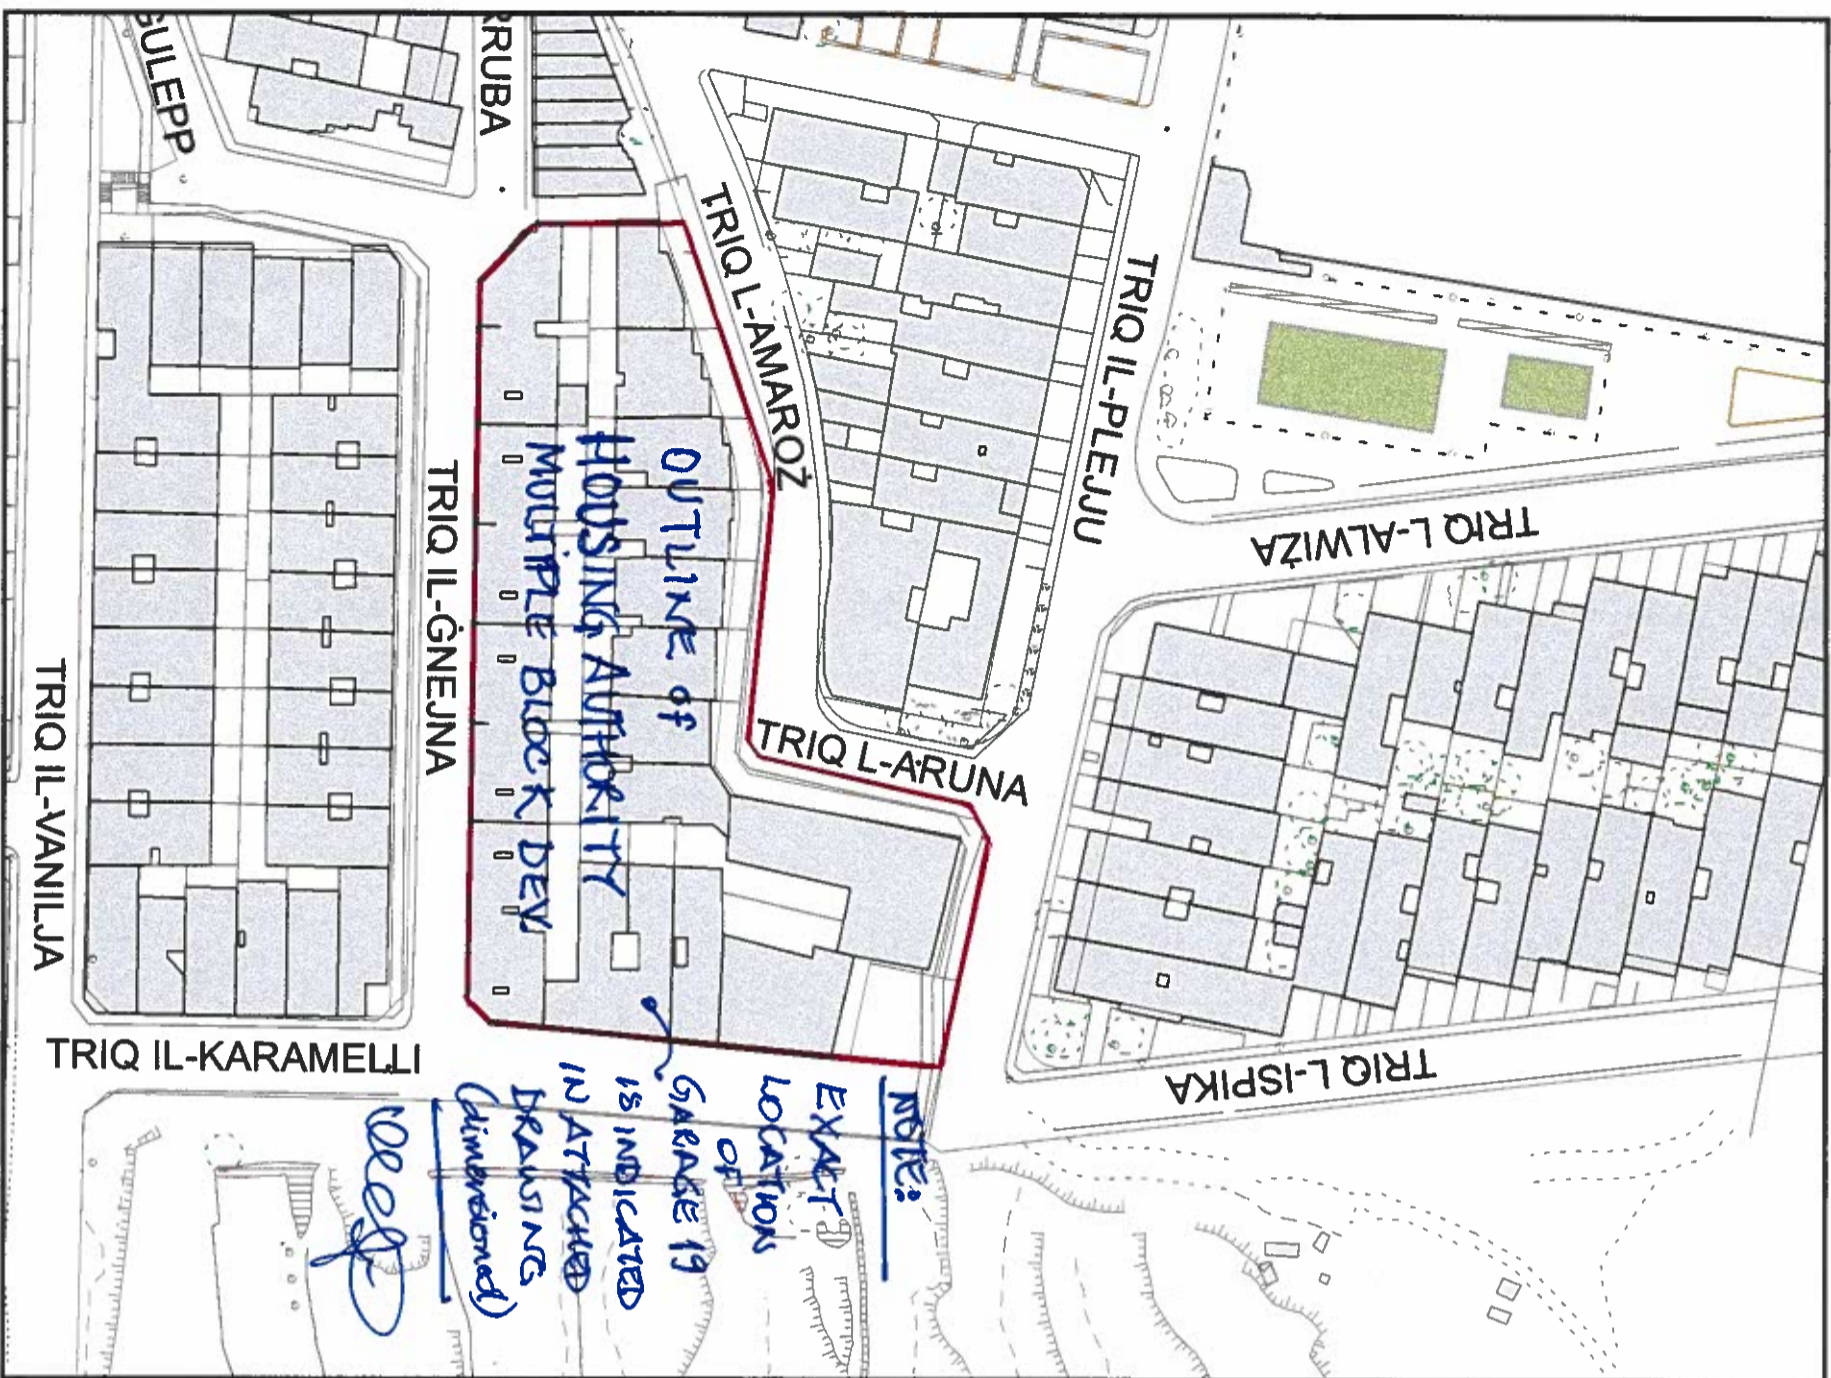 GULEPP
RRUBA
TRIQ L-AMAROŻ
TRIQ IL-PLEJJU
TRIQ L-ALWIŻA
TRIQ IL-ĠNEJNA
TRIQ IL-VANILJA
TRIQ L-ARUNA
TRIQ IL-KARAMELLI
TRIQ L-ISPIKA
OUTLINE OF
HOUSING AUTHORITY
MULTIPLE BLOCK DEV.
NOTE:
EXACT
LOCATION
OF
GARAGE 19
IS INDICATED
IN ATTACHED
DRAWING
(dimensioned)